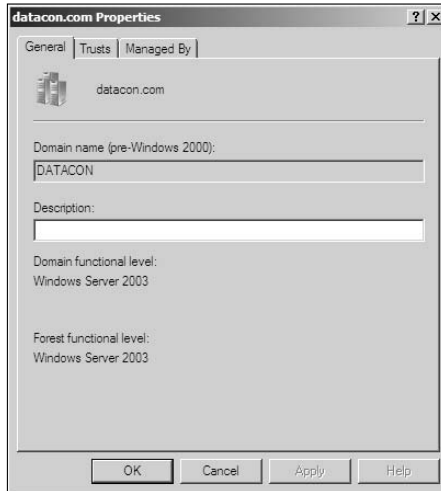 datacon.com Properties
General Trusts Managed By
datacon.com
Domain name (pre-Windows 2000):
DATACON
Description:
Domain functional level:
Windows Server 2003
Forest functional level:
Windows Server 2003
OK Cancel Apply Help